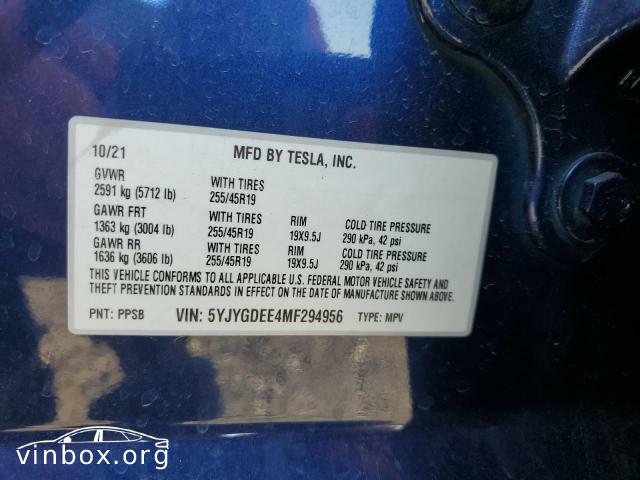 10/21 MFD BY TESLA, INC.
GVWR
2591 kg (5712 lb) WITH TIRES 255/45R19
GAWR FRT
1363 kg (3004 lb) WITH TIRES 255/45R19 RIM 19X9.5J COLD TIRE PRESSURE 290 kPa, 42 psi
GAWR RR
1636 kg (3606 lb) WITH TIRES 255/45R19 RIM 19X9.5J COLD TIRE PRESSURE 290 kPa, 42 psi
THIS VEHICLE CONFORMS TO ALL APPLICABLE U.S. FEDERAL MOTOR VEHICLE SAFETY AND
THEFT PREVENTION STANDARDS IN EFFECT ON THE DATE OF MANUFACTURE SHOWN ABOVE.
PNT: PPSB VIN: 5YJYGDEE4MF294956 TYPE: MPV
vinbox.org